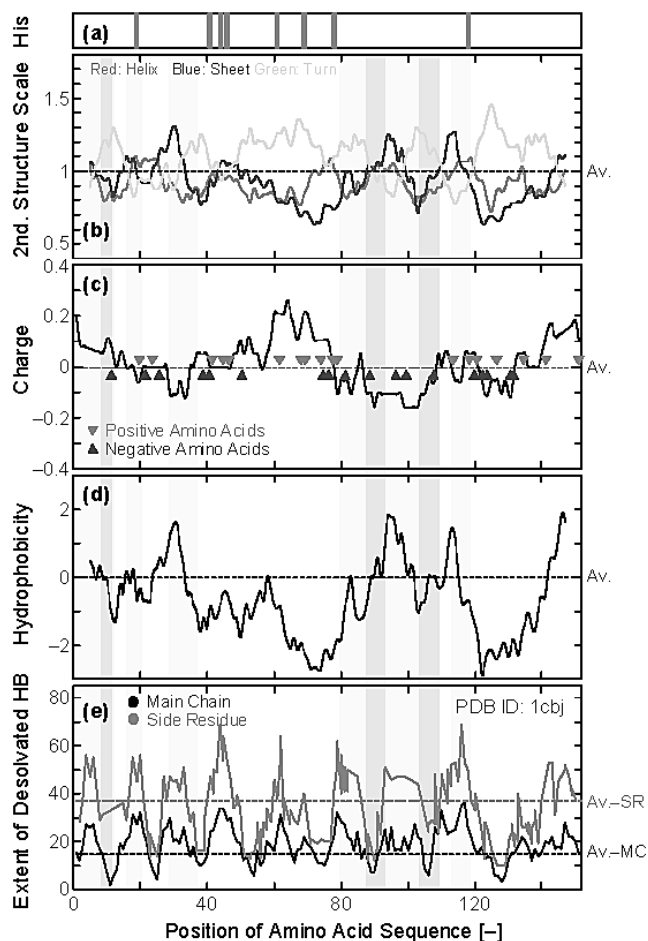 His
(a)
2nd. Structure Scale
Red: Helix Blue: Sheet Green: Turn
1.5
1
0.5
Av.
(b)
Charge
0.4
0.2
0
−0.2
−0.4
(c)
Av.
Positive Amino Acids
Negative Amino Acids
Hydrophobicity
2
0
−2
(d)
Av.
Extent of Desolvated HB
80
60
40
20
0
(e)
Main Chain
Side Residue
PDB ID: 1cbj
Av.−SR
Av.−MC
0 40 80 120
Position of Amino Acid Sequence [−]